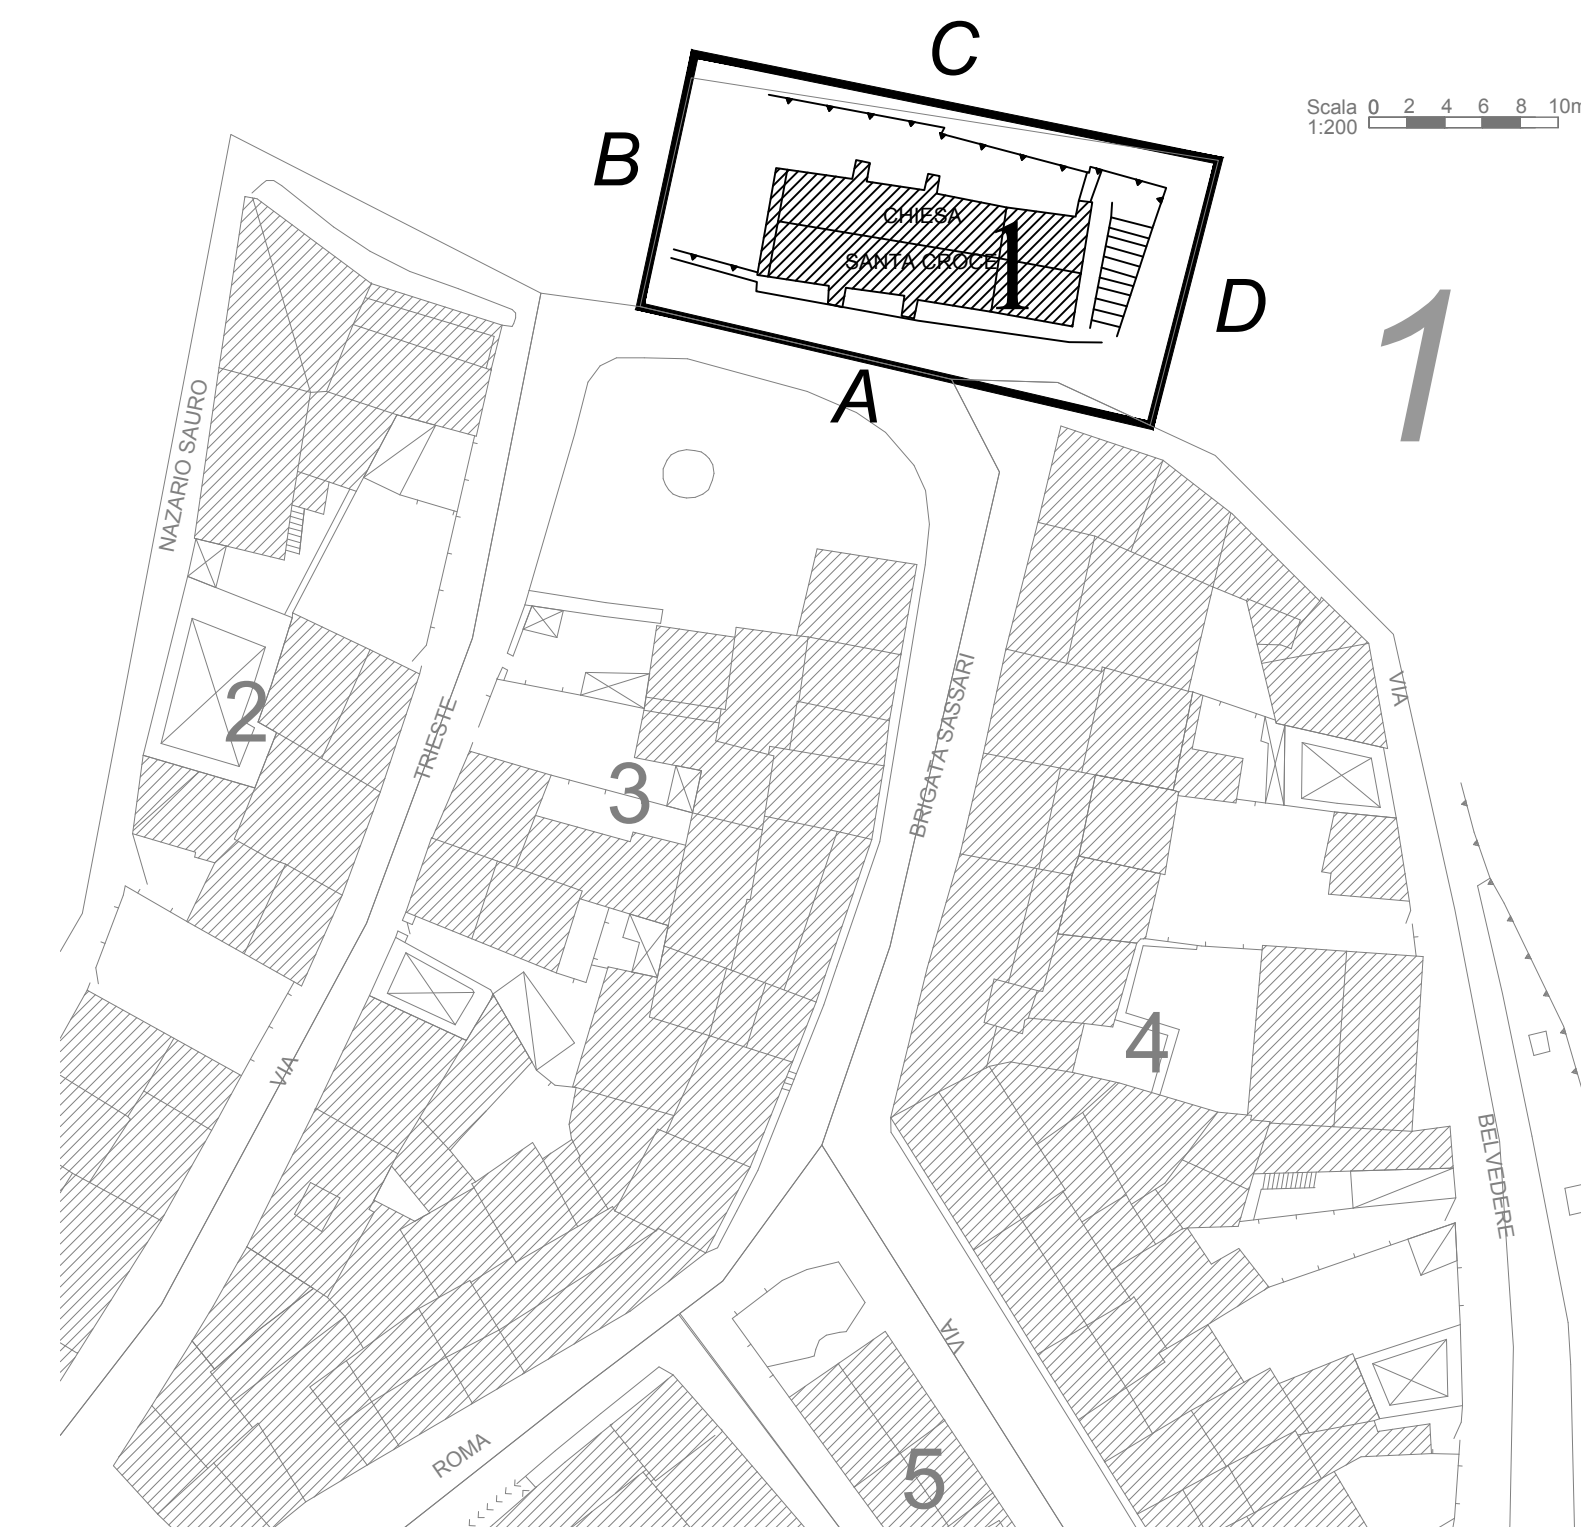 C
Scala 0 2 4 6 8 10m
1:200
B
CHIESA
1
SANTA CROCE
D
1
A
NAZARIO SAURO
2
TRIESTE
3
BRIGATA SASSARI
VIA
4
VIA
BELVEDERE
VIA
ROMA
5